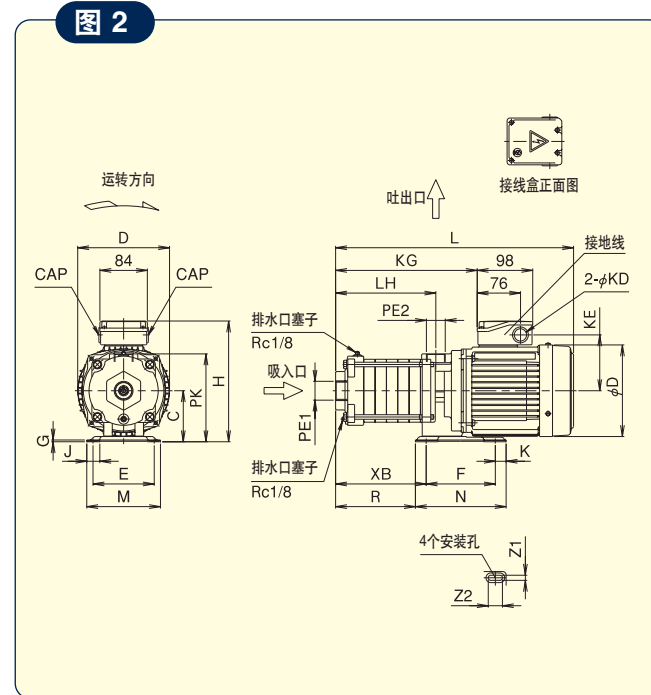 图 2
接线盒正面图
运转方向
吐出口
D
84
CAP
CAP
H
PK
C
G
J
E
M
L
KG
98
接地线
LH
76
2-φKD
PE2
KE
排水口塞子
Rc1/8
吸入口
φD
PE1
排水口塞子
Rc1/8
K
XB
F
R
N
4个安装孔
Z1
Z2